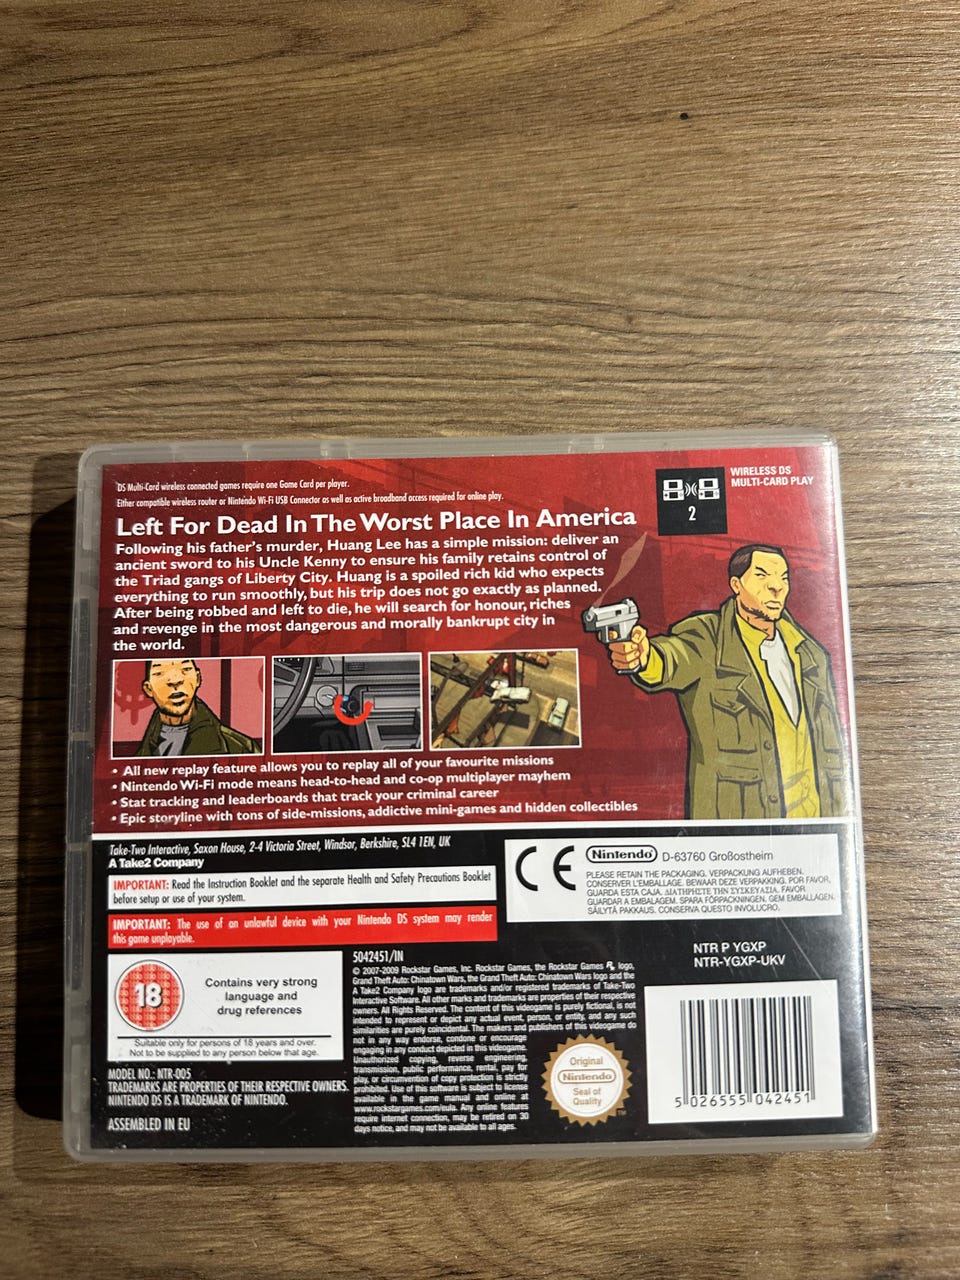 DS Multi-Card wireless connected games require one Game Card per player.
Either compatible wireless router or Nintendo Wi-Fi USB Connector as well as active broadband access required for online play.
WIRELESS DS
MULTI-CARD PLAY
2
Left For Dead In The Worst Place In America
Following his father's murder, Huang Lee has a simple mission: deliver an
ancient sword to his Uncle Kenny to ensure his family retains control of
the Triad gangs of Liberty City. Huang is a spoiled rich kid who expects
everything to run smoothly, but his trip does not go exactly as planned.
After being robbed and left to die, he will search for honour, riches
and revenge in the most dangerous and morally bankrupt city in
the world.
• All new replay feature allows you to replay all of your favourite missions
• Nintendo Wi-Fi mode means head-to-head and co-op multiplayer mayhem
• Stat tracking and leaderboards that track your criminal career
• Epic storyline with tons of side-missions, addictive mini-games and hidden collectibles
Take-Two Interactive, Saxon House, 2-4 Victoria Street, Windsor, Berkshire, SL4 1EN, UK
A Take2 Company
IMPORTANT: Read the Instruction Booklet and the separate Health and Safety Precautions Booklet
before setup or use of your system.
IMPORTANT: The use of an unlawful device with your Nintendo DS system may render
this game unplayable.
CE
Nintendo D-63760 Großostheim
PLEASE RETAIN THE PACKAGING. VERPACKUNG AUFHEBEN.
CONSERVER L'EMBALLAGE. BEWAAR DEZE VERPAKKING. POR FAVOR,
GUARDA ESTA CAJA. ΔΙΑΤΗΡΗΣΤΕ ΤΗΝ ΣΥΣΚΕΥΑΣΙΑ. FAVOR
GUARDAR A EMBALAGEM. SPARA FÖRPACKNINGEN. GEM EMBALLAGEN.
SÄILYTÄ PAKKAUS. CONSERVA QUESTO INVOLUCRO.
NTR P YGXP
NTR-YGXP-UKV
18
Contains very strong
language and
drug references
Suitable only for persons of 18 years and over.
Not to be supplied to any person below that age.
MODEL NO.: NTR-005
TRADEMARKS ARE PROPERTIES OF THEIR RESPECTIVE OWNERS.
NINTENDO DS IS A TRADEMARK OF NINTENDO.
ASSEMBLED IN EU
5042451/IN
© 2007-2009 Rockstar Games, Inc. Rockstar Games, the Rockstar Games R* logo,
Grand Theft Auto: Chinatown Wars, the Grand Theft Auto: Chinatown Wars logo and the
A Take2 Company logo are trademarks and/or registered trademarks of Take-Two
Interactive Software. All other marks and trademarks are properties of their respective
owners. All Rights Reserved. The content of this videogame is purely fictional, is not
intended to represent or depict any actual event, person, or entity, and any such
similarities are purely coincidental. The makers and publishers of this videogame do
not in any way endorse, condone or encourage
engaging in any conduct depicted in this videogame.
Unauthorized copying, reverse engineering,
transmission, public performance, rental, pay for
play, or circumvention of copy protection is strictly
prohibited. Use of this software is subject to license
available in the game manual and online at
www.rockstargames.com/eula. Any online features
require internet connection, may be retired on 30
days notice, and may not be available to all ages.
Original
Nintendo
Seal of
Quality
TM
5 026555 042451